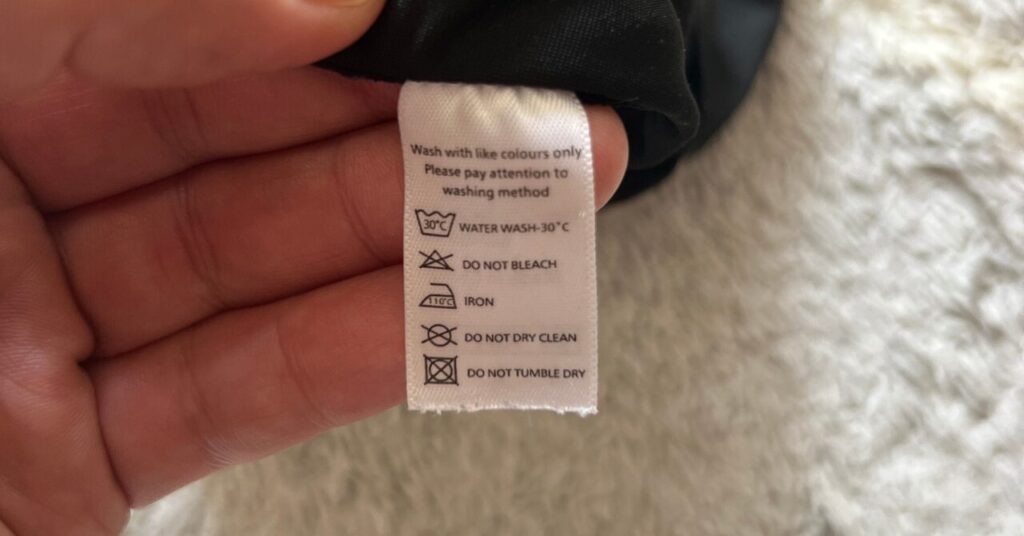 Wash with like colours only
Please pay attention to
washing method
30°C WATER WASH-30°C
DO NOT BLEACH
110°C IRON
DO NOT DRY CLEAN
DO NOT TUMBLE DRY